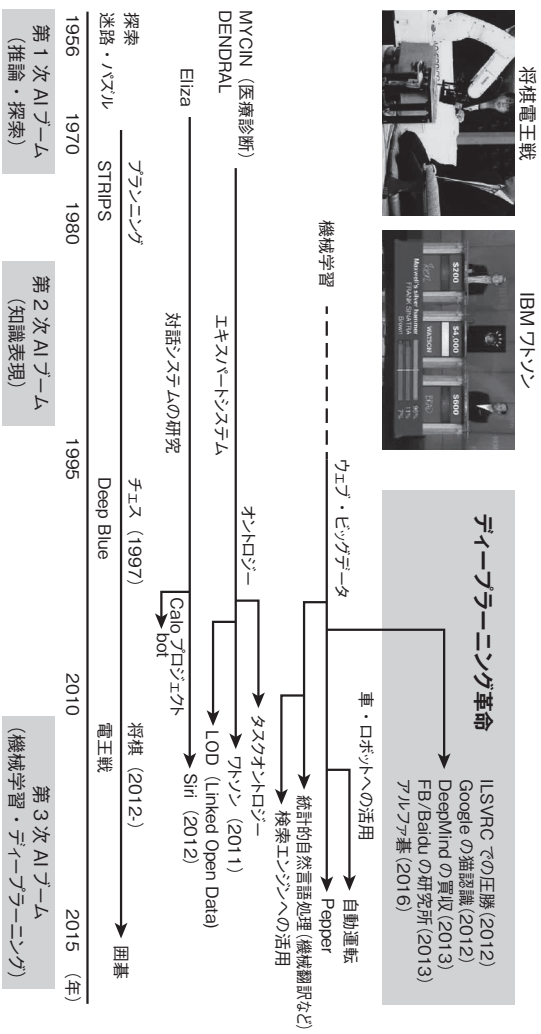 将棋電王戦
IBM ワトソン
$200
$4,000
$600
WATSON
Maxwell's silver hammer
FRANK SINATRA
ディープラーニング革命
ILSVRC での圧勝 (2012)
Google の猫認識 (2012)
DeepMind の買収 (2013)
FB/Baidu の研究所 (2013)
アルファ碁 (2016)
車・ロボットへの活用
自動運転
Pepper
機械学習
ウェブ・ビッグデータ
統計的自然言語処理 (機械翻訳など)
検索エンジンへの活用
MYCIN (医療診断)
DENDRAL
エキスパートシステム
オントロジー
タスクオントロジー
ワトソン (2011)
LOD (Linked Open Data)
Eliza
対話システムの研究
Calo プロジェクト
bot
Siri (2012)
探索
迷路・パズル
プランニング
STRIPS
チェス (1997)
Deep Blue
将棋 (2012-)
電王戦
囲碁
1956
1970
1980
1995
2010
2015
(年)
第 1 次 AI ブーム
(推論・探索)
第 2 次 AI ブーム
(知識表現)
第 3 次 AI ブーム
(機械学習・ディープラーニング)